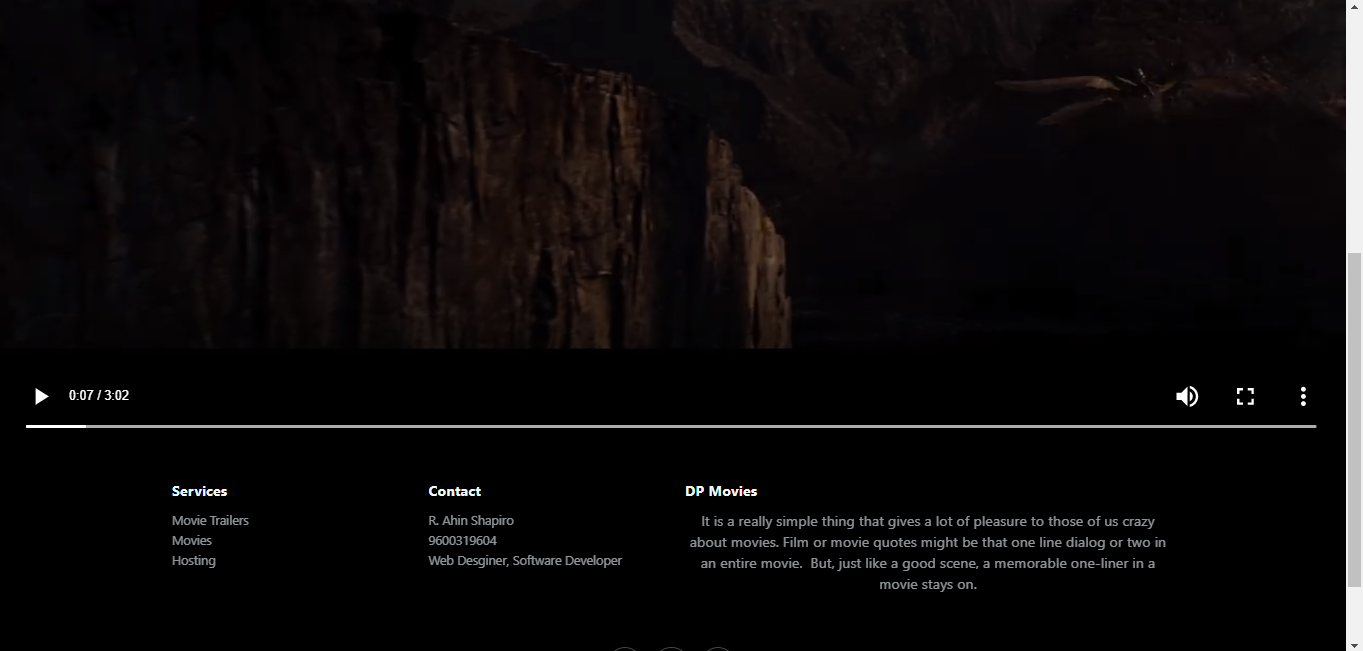 0:07 / 3:02
Services
Movie Trailers
Movies
Hosting
Contact
R. Ahin Shapiro
9600319604
Web Desginer, Software Developer
DP Movies
It is a really simple thing that gives a lot of pleasure to those of us crazy
about movies. Film or movie quotes might be that one line dialog or two in
an entire movie.  But, just like a good scene, a memorable one-liner in a
movie stays on.